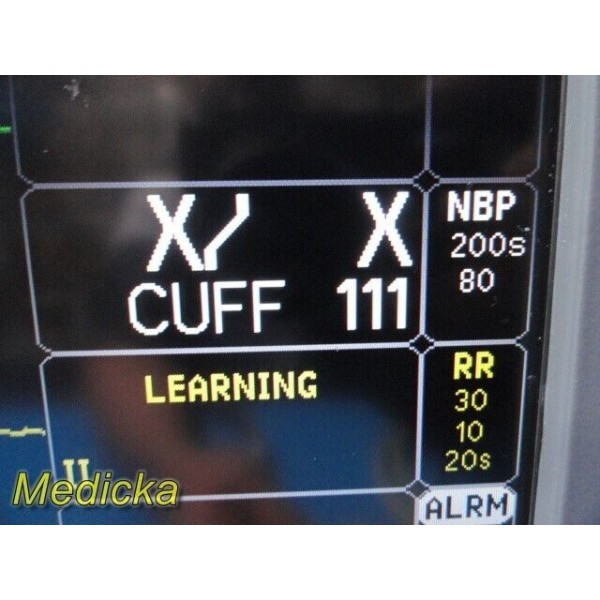 X/ X
CUFF 111
NBP
200s
80
LEARNING
RR
30
10
20s
II
Medicka
ALRM